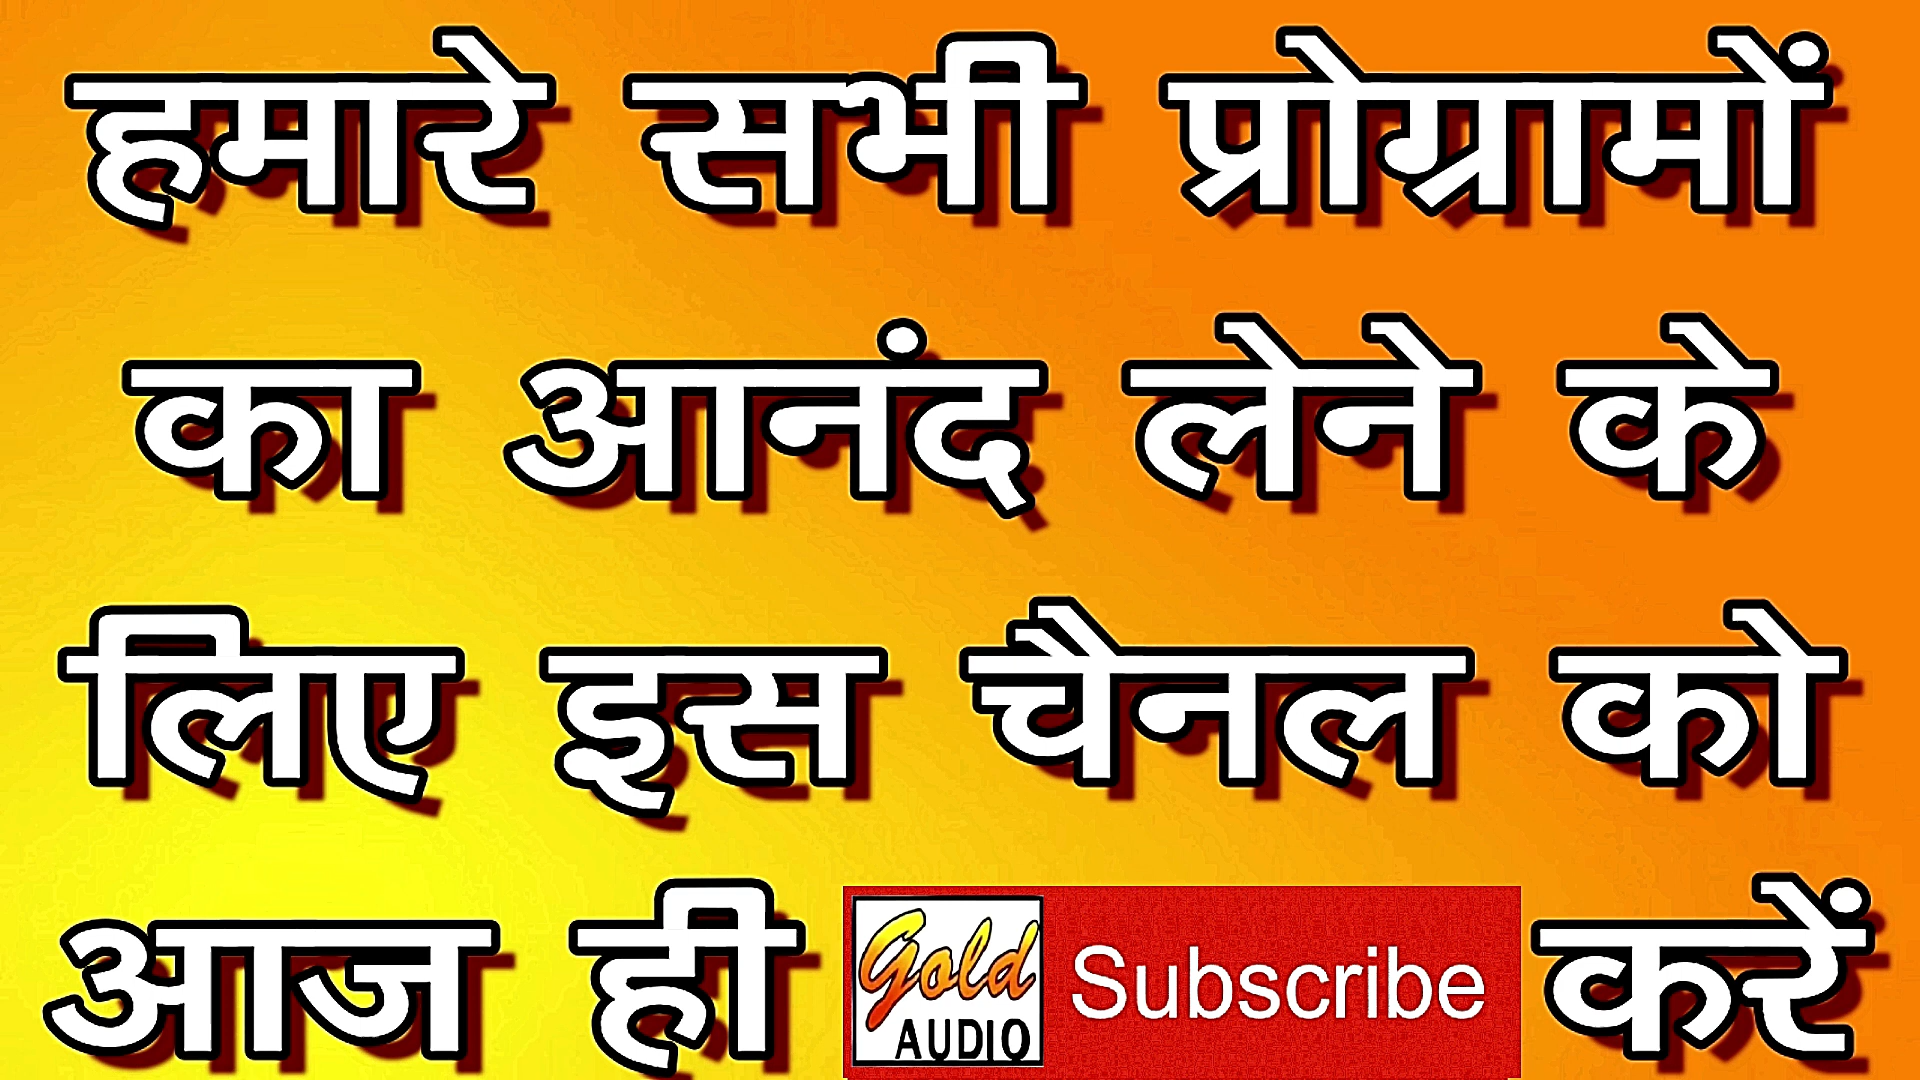 हमारे सभी प्रोग्रामों
का आनंद लेने के
लिए इस चैनल को
आज ही Gold AUDIO Subscribe करें